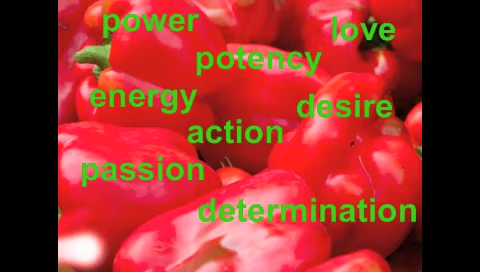 power
love
potency
energy
desire
action
passion
determination